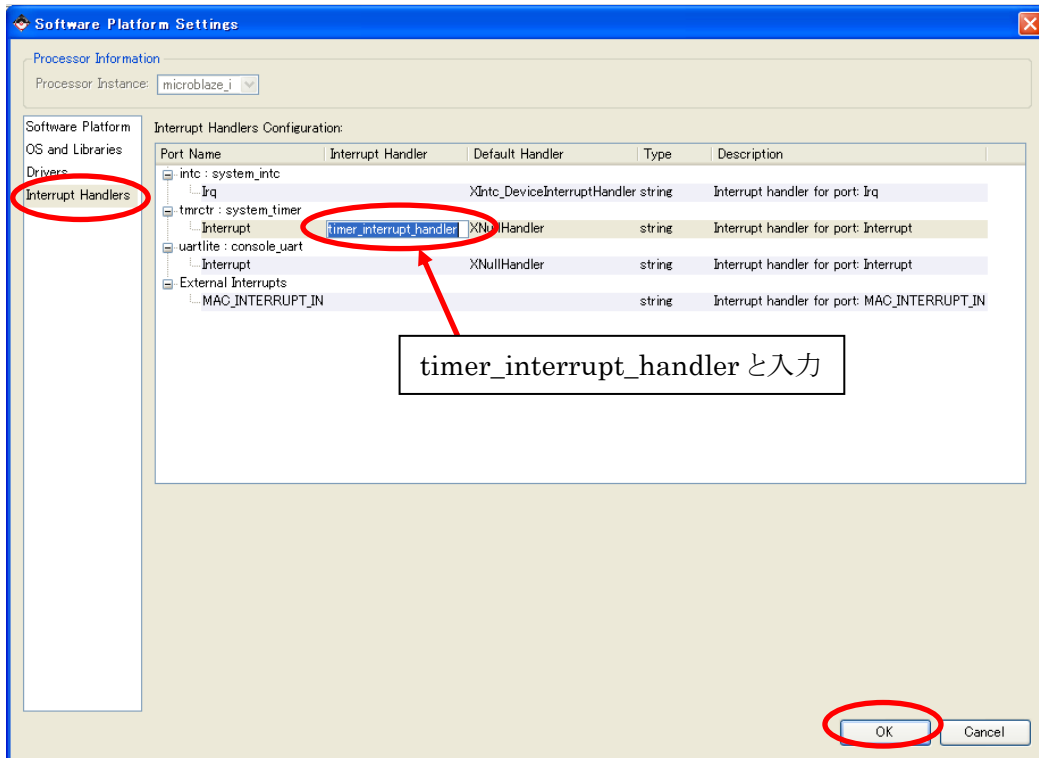 Software Platform Settings
Processor Information
Processor Instance: microblaze_i
Software Platform
OS and Libraries
Drivers
Interrupt Handlers
Interrupt Handlers Configuration:
Port Name Interrupt Handler Default Handler Type Description
intc : system_intc
Irq XIntc_DeviceInterruptHandler string Interrupt handler for port: Irq
tmrctr : system_timer
Interrupt timer_interrupt_handler XNullHandler string Interrupt handler for port: Interrupt
uartlite : console_uart
Interrupt XNullHandler string Interrupt handler for port: Interrupt
External Interrupts
MAC_INTERRUPT_IN string Interrupt handler for port: MAC_INTERRUPT_IN
timer_interrupt_handler と入力
OK Cancel